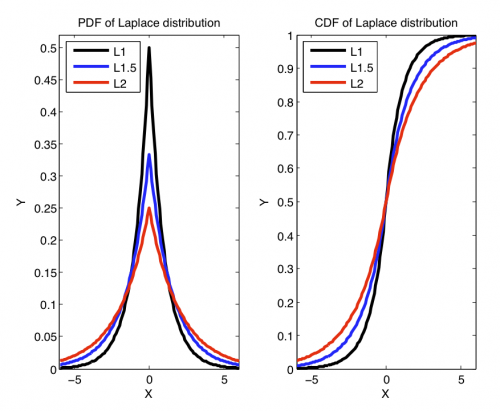 PDF of Laplace distribution
L1
L1.5
L2
0.5
0.45
0.4
0.35
0.3
0.25
0.2
0.15
0.1
0.05
0
−5
0
5
Y
X
CDF of Laplace distribution
L1
L1.5
L2
1
0.9
0.8
0.7
0.6
0.5
0.4
0.3
0.2
0.1
0
−5
0
5
Y
X